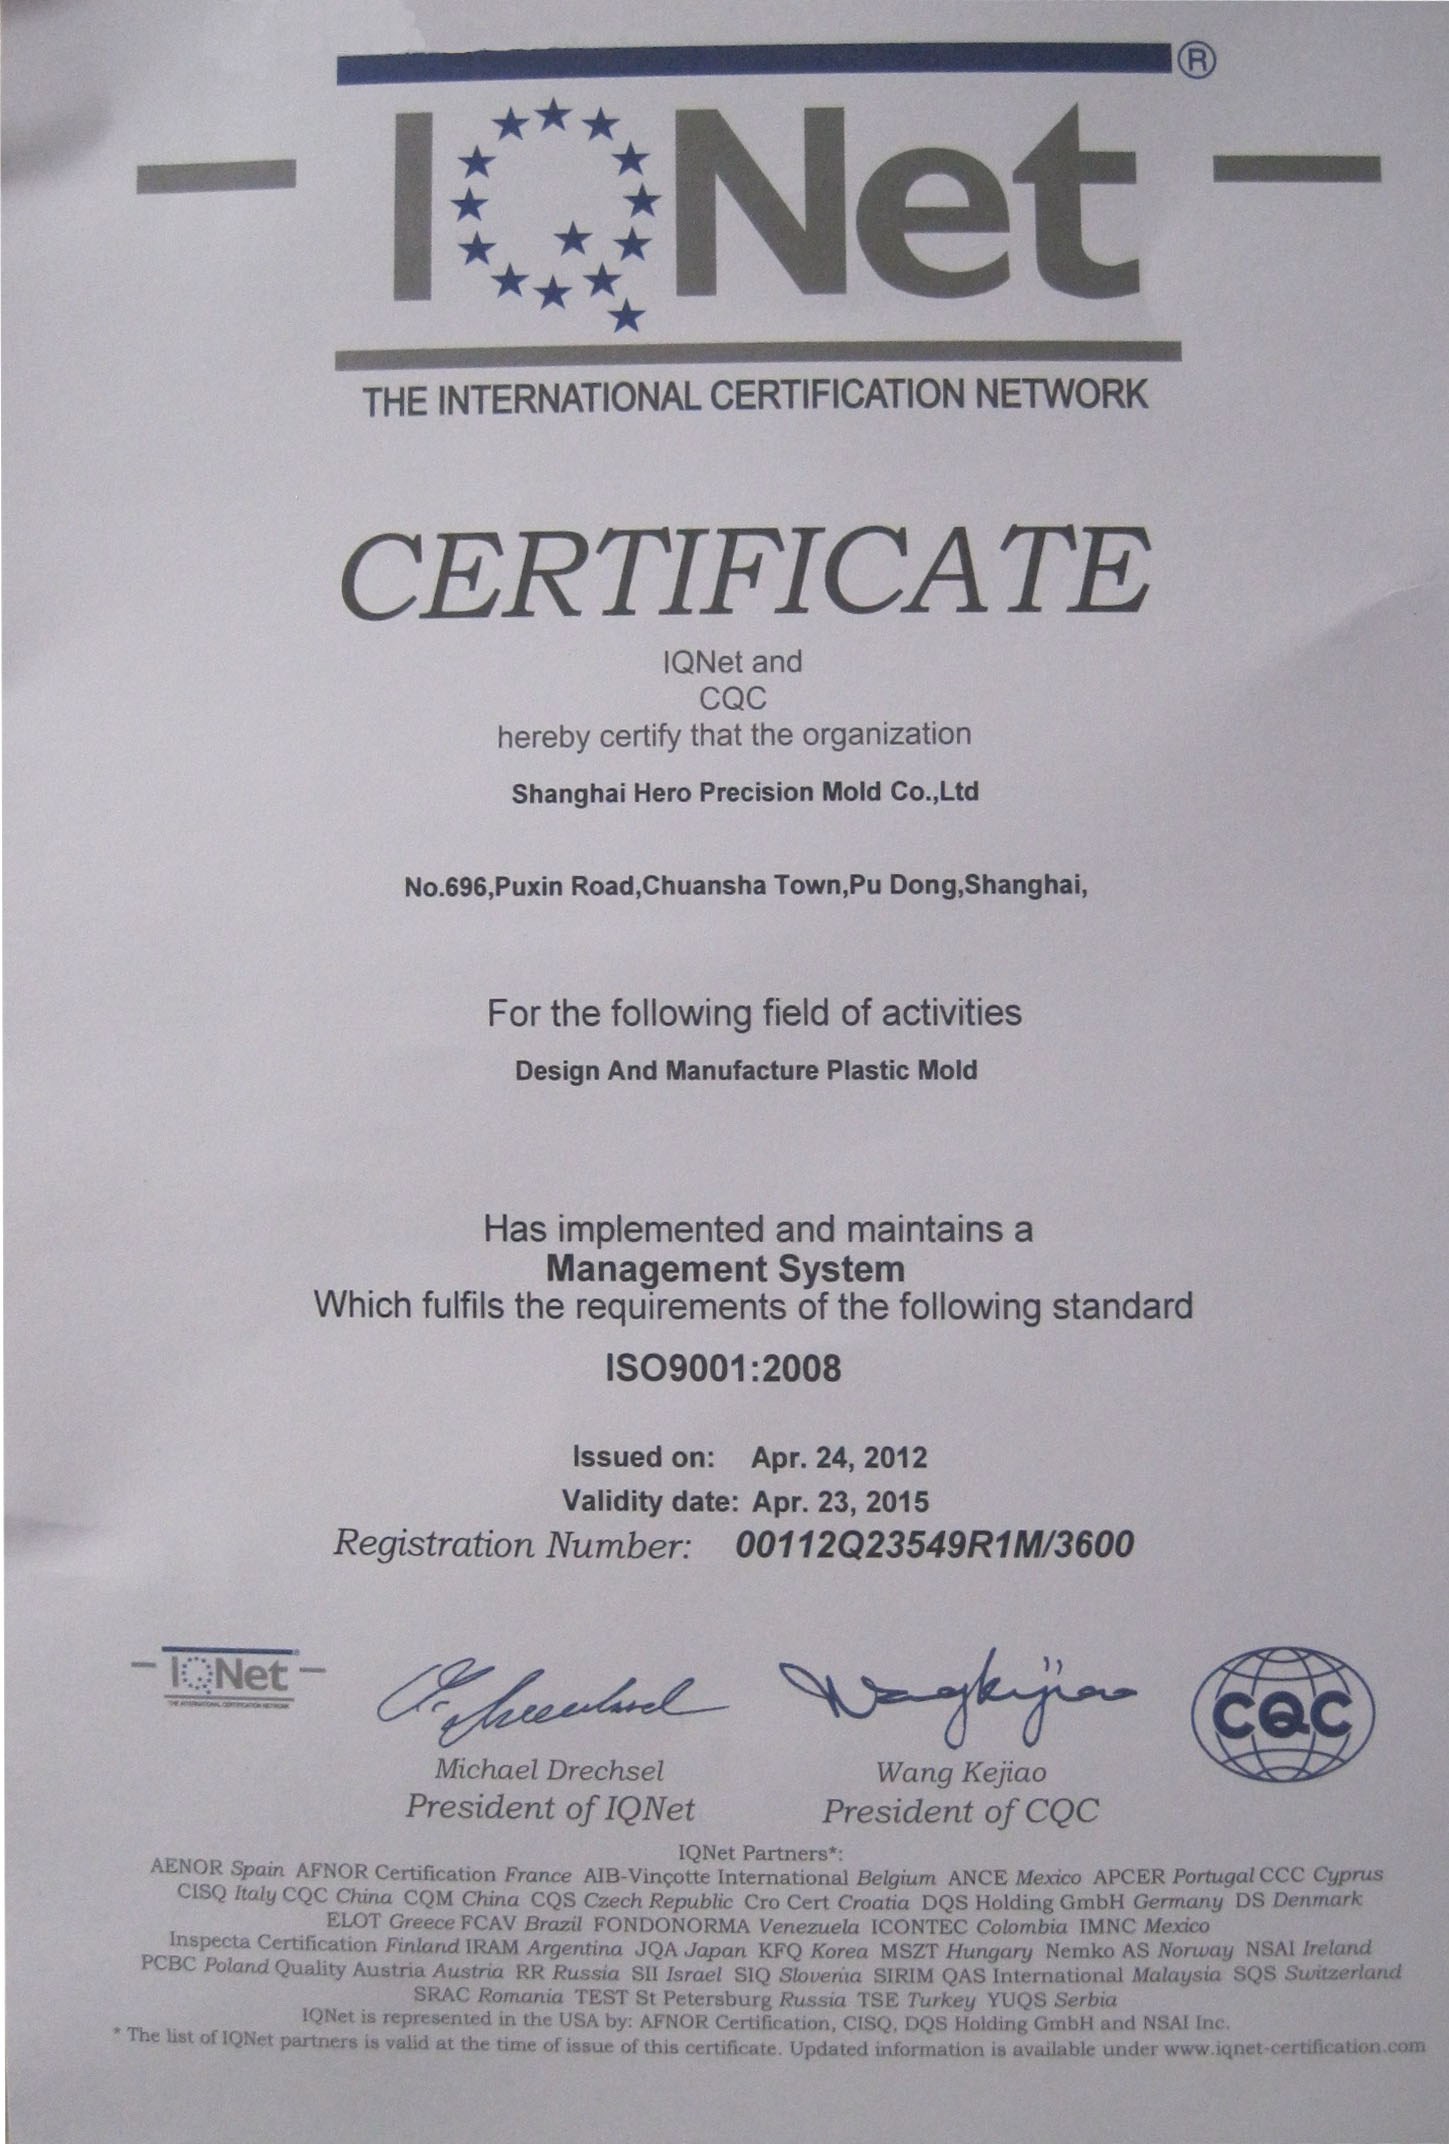 IQNet®
THE INTERNATIONAL CERTIFICATION NETWORK
CERTIFICATE
IQNet and
CQC
hereby certify that the organization
Shanghai Hero Precision Mold Co.,Ltd
No.696,Puxin Road,Chuansha Town,Pu Dong,Shanghai,
For the following field of activities
Design And Manufacture Plastic Mold
Has implemented and maintains a
Management System
Which fulfils the requirements of the following standard
ISO9001:2008
Issued on: Apr. 24, 2012
Validity date: Apr. 23, 2015
Registration Number: 00112Q23549R1M/3600
IQNet
THE INTERNATIONAL CERTIFICATION NETWORK
CQC
Michael Drechsel
President of IQNet
Wang Kejiao
President of CQC
IQNet Partners*:
AENOR Spain AFNOR Certification France AIB-Vinçotte International Belgium ANCE Mexico APCER Portugal CCC Cyprus
CISQ Italy CQC China CQM China CQS Czech Republic Cro Cert Croatia DQS Holding GmbH Germany DS Denmark
ELOT Greece FCAV Brazil FONDONORMA Venezuela ICONTEC Colombia IMNC Mexico
Inspecta Certification Finland IRAM Argentina JQA Japan KFQ Korea MSZT Hungary Nemko AS Norway NSAI Ireland
PCBC Poland Quality Austria Austria RR Russia SII Israel SIQ Slovenia SIRIM QAS International Malaysia SQS Switzerland
SRAC Romania TEST St Petersburg Russia TSE Turkey YUQS Serbia
IQNet is represented in the USA by: AFNOR Certification, CISQ, DQS Holding GmbH and NSAI Inc.
* The list of IQNet partners is valid at the time of issue of this certificate. Updated information is available under www.iqnet-certification.com